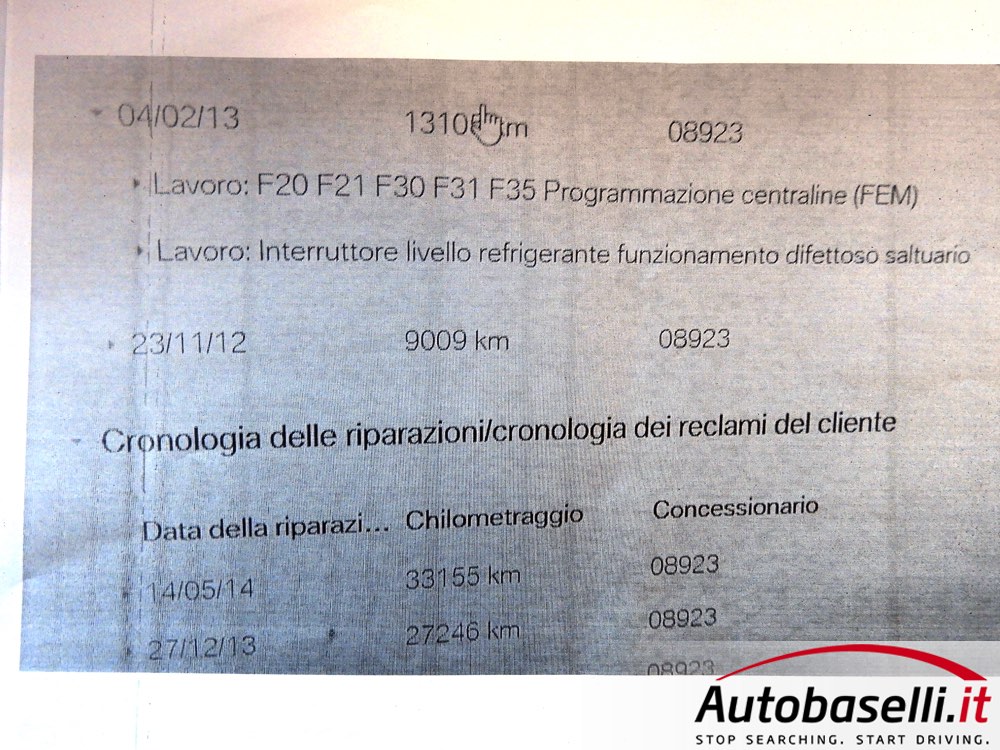 04/02/13 1310 km 08923
Lavoro: F20 F21 F30 F31 F35 Programmazione centraline (FEM)
Lavoro: Interruttore livello refrigerante funzionamento difettoso saltuario
23/11/12 9009 km 08923
Cronologia delle riparazioni/cronologia dei reclami del cliente
Data della riparazi... Chilometraggio Concessionario
14/05/14 33155 km 08923
27/12/13 27246 km 08923
08923
Autobaselli.it
STOP SEARCHING. START DRIVING.